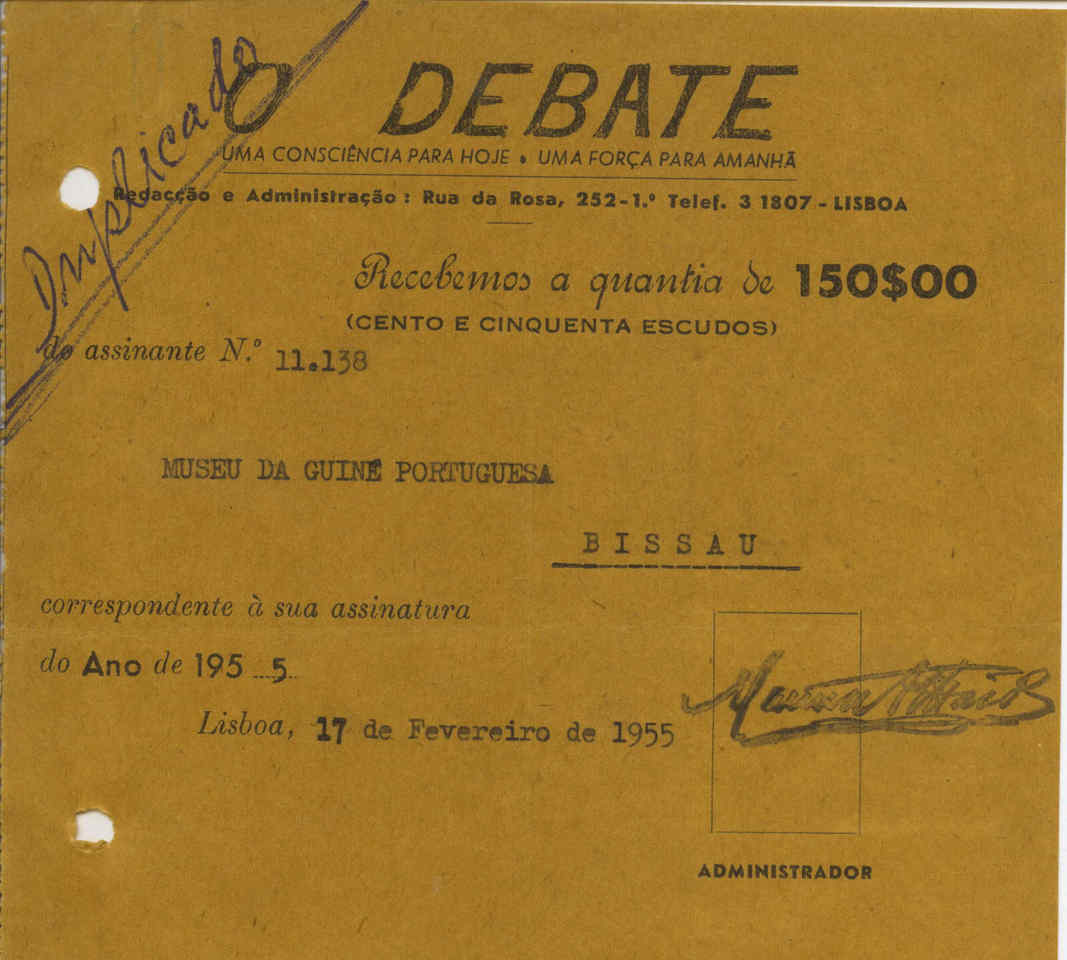 Duplicado
O DEBATE
UMA CONSCIÊNCIA PARA HOJE • UMA FORÇA PARA AMANHÃ
Redacção e Administração: Rua da Rosa, 252-1.º Telef. 3 1807 - LISBOA
Recebemos a quantia de 150$00
(CENTO E CINQUENTA ESCUDOS)
do assinante N.º 11.138
MUSEU DA GUINÉ PORTUGUESA
BISSAU
correspondente à sua assinatura
do Ano de 195...5..
Lisboa, 17 de Fevereiro de 1955
ADMINISTRADOR